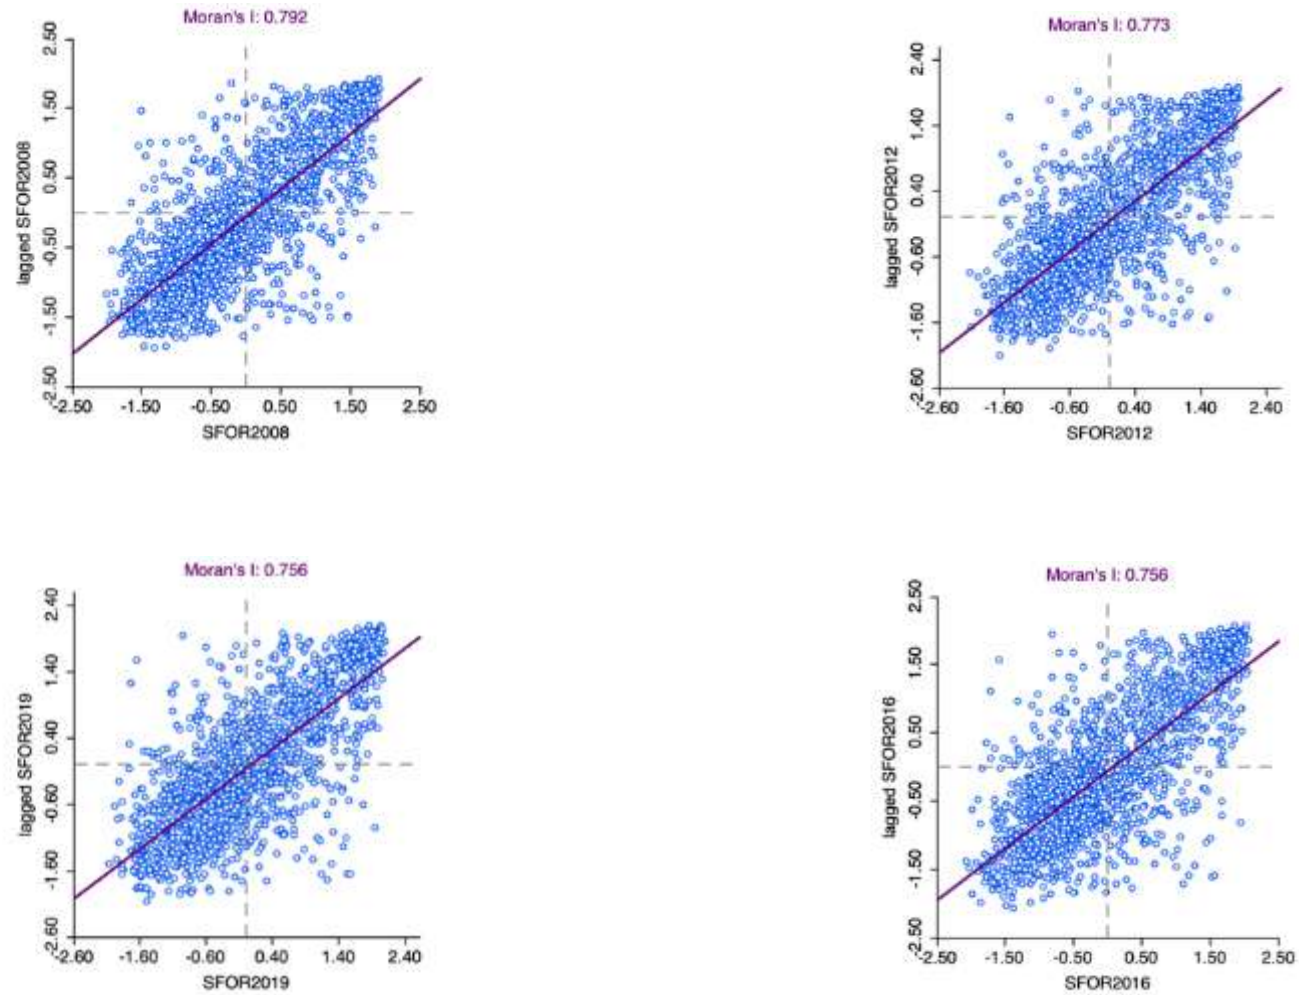 Moran's I: 0.792
lagged SFOR2008
2.50
1.50
0.50
-0.50
-1.50
-2.50
-2.50 -1.50 -0.50 0.50 1.50 2.50
SFOR2008
Moran's I: 0.773
lagged SFOR2012
2.40
1.40
0.40
-0.60
-1.60
-2.60
-2.60 -1.60 -0.60 0.40 1.40 2.40
SFOR2012
Moran's I: 0.756
lagged SFOR2019
2.40
1.40
0.40
-0.60
-1.60
-2.60
-2.60 -1.60 -0.60 0.40 1.40 2.40
SFOR2019
Moran's I: 0.756
lagged SFOR2016
2.50
1.50
0.50
-0.50
-1.50
-2.50
-2.50 -1.50 -0.50 0.50 1.50 2.50
SFOR2016